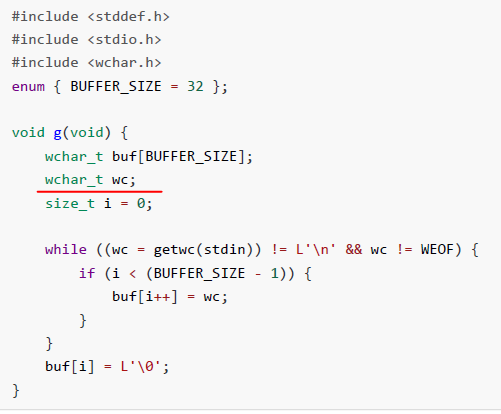 #include <stddef.h>
#include <stdio.h>
#include <wchar.h>
enum { BUFFER_SIZE = 32 };

void g(void) {
    wchar_t buf[BUFFER_SIZE];
    wchar_t wc;
    size_t i = 0;

    while ((wc = getwc(stdin)) != L'\n' && wc != WEOF) {
        if (i < (BUFFER_SIZE - 1)) {
            buf[i++] = wc;
        }
    }
    buf[i] = L'\0';
}